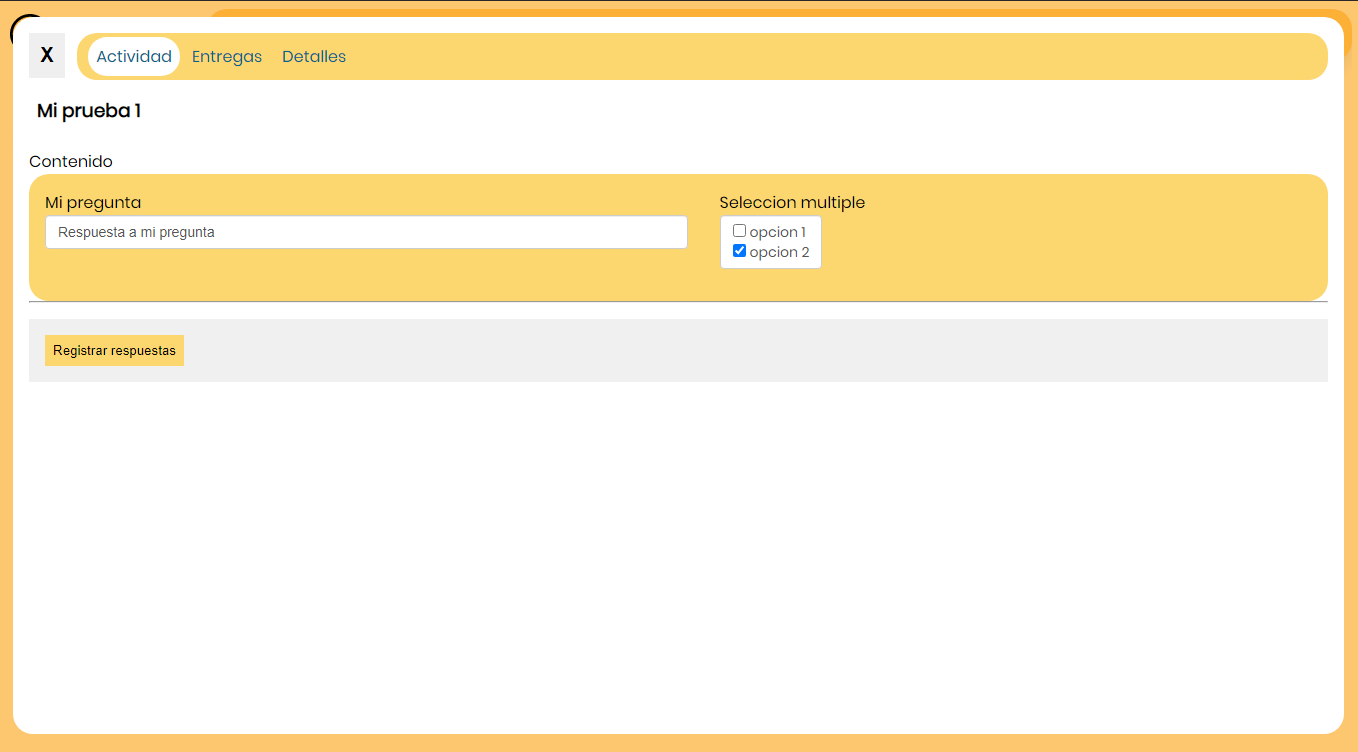 X
Actividad Entregas Detalles
Mi prueba 1
Contenido
Mi pregunta
Respuesta a mi pregunta
Seleccion multiple
opcion 1
opcion 2
Registrar respuestas